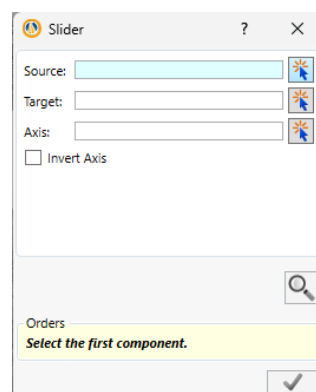 Slider ?
Source:
Target:
Axis:
Invert Axis
Orders
Select the first component.